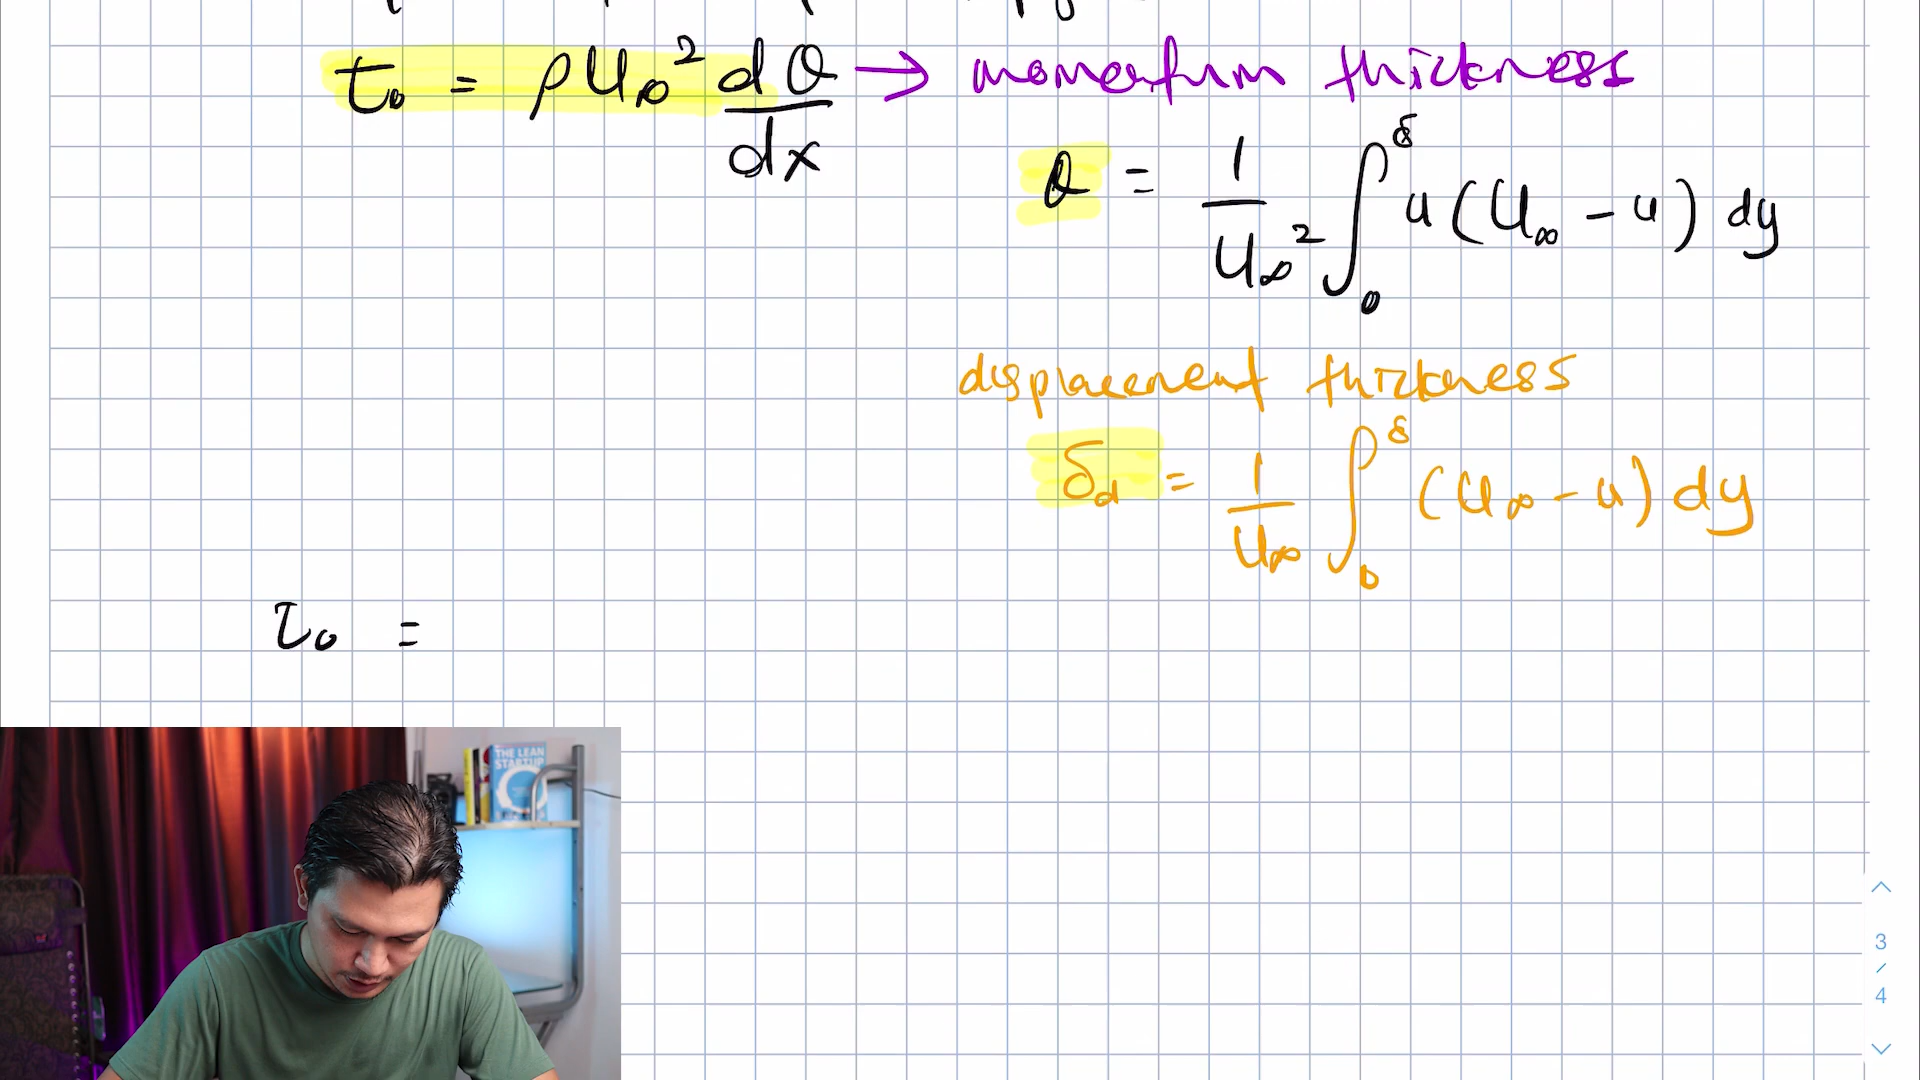 τ₀ = ρU∞² dθ/dx → momentum thickness
θ = 1/U∞² ∫₀^δ u(U∞ - u) dy
displacement thickness
δd = 1/U∞ ∫₀^δ (U∞ - u) dy
τ₀ =
THE LEAN
STARTUP
3
/
4